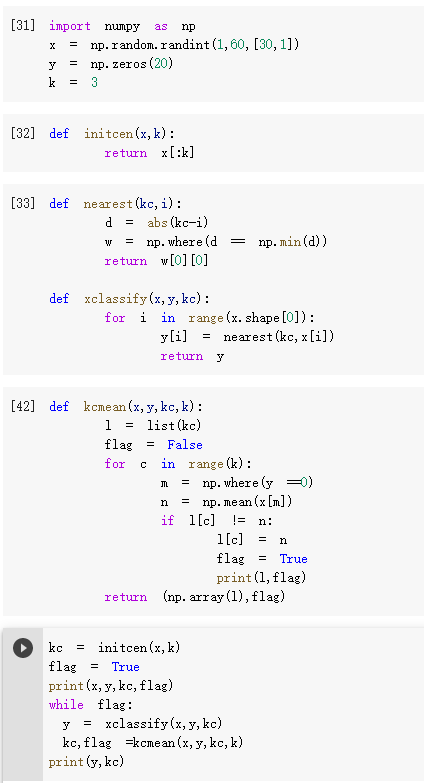 [31] import numpy as np
x = np.random.randint(1,60,[30,1])
y = np.zeros(20)
k = 3
[32] def initcen(x,k):
return x[:k]
[33] def nearest(kc,i):
d = abs(kc-i)
w = np.where(d == np.min(d))
return w[0][0]
def xclassify(x,y,kc):
for i in range(x.shape[0]):
y[i] = nearest(kc,x[i])
return y
[42] def kcmean(x,y,kc,k):
l = list(kc)
flag = False
for c in range(k):
m = np.where(y ==0)
n = np.mean(x[m])
if l[c] != n:
l[c] = n
flag = True
print(l,flag)
return (np.array(l),flag)
kc = initcen(x,k)
flag = True
print(x,y,kc,flag)
while flag:
y = xclassify(x,y,kc)
kc,flag =kcmean(x,y,kc,k)
print(y,kc)